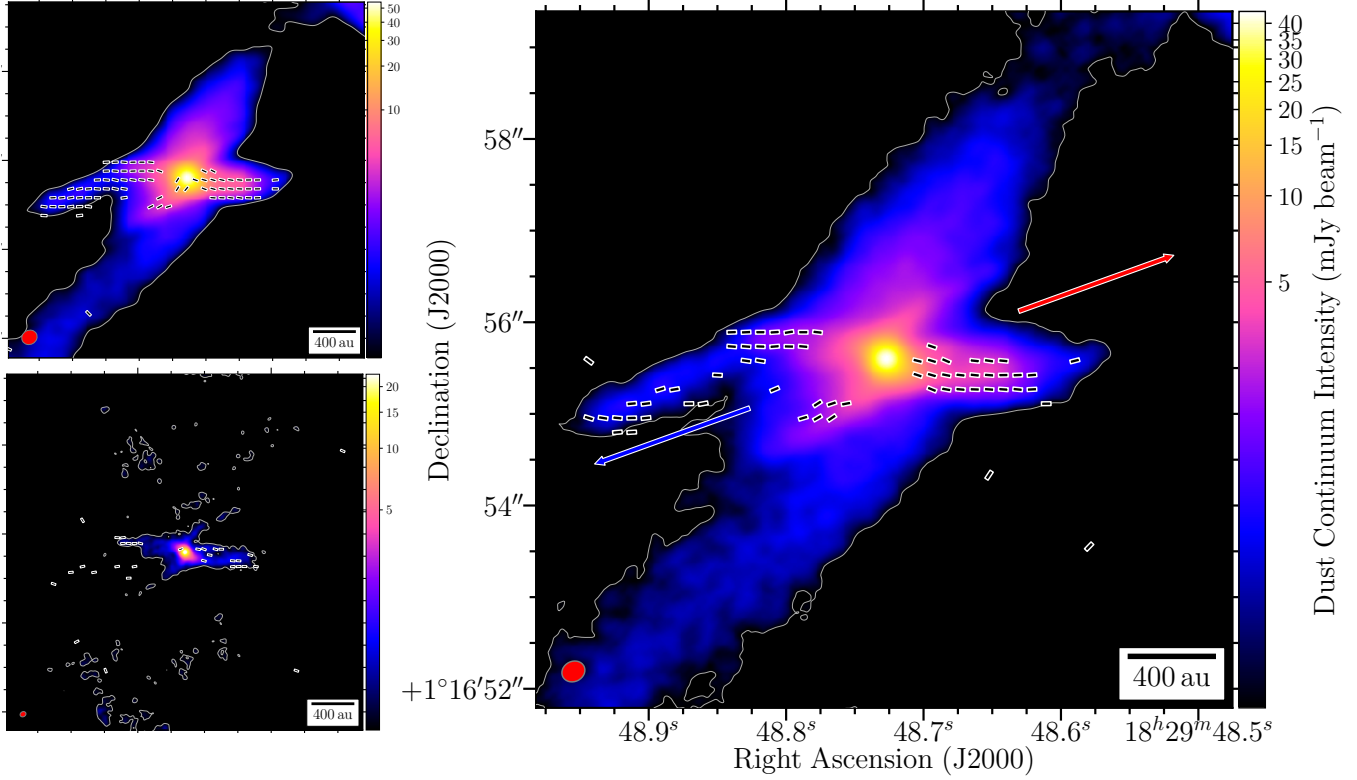 50
40
30
20
10
400 au
20
15
10
5
400 au
Declination (J2000)
58″
56″
54″
+1°16′52″
48.9ˢ
48.8ˢ
48.7ˢ
48.6ˢ
18ʰ29ᵐ48.5ˢ
Right Ascension (J2000)
400 au
40
35
30
25
20
15
10
5
Dust Continuum Intensity (mJy beam⁻¹)